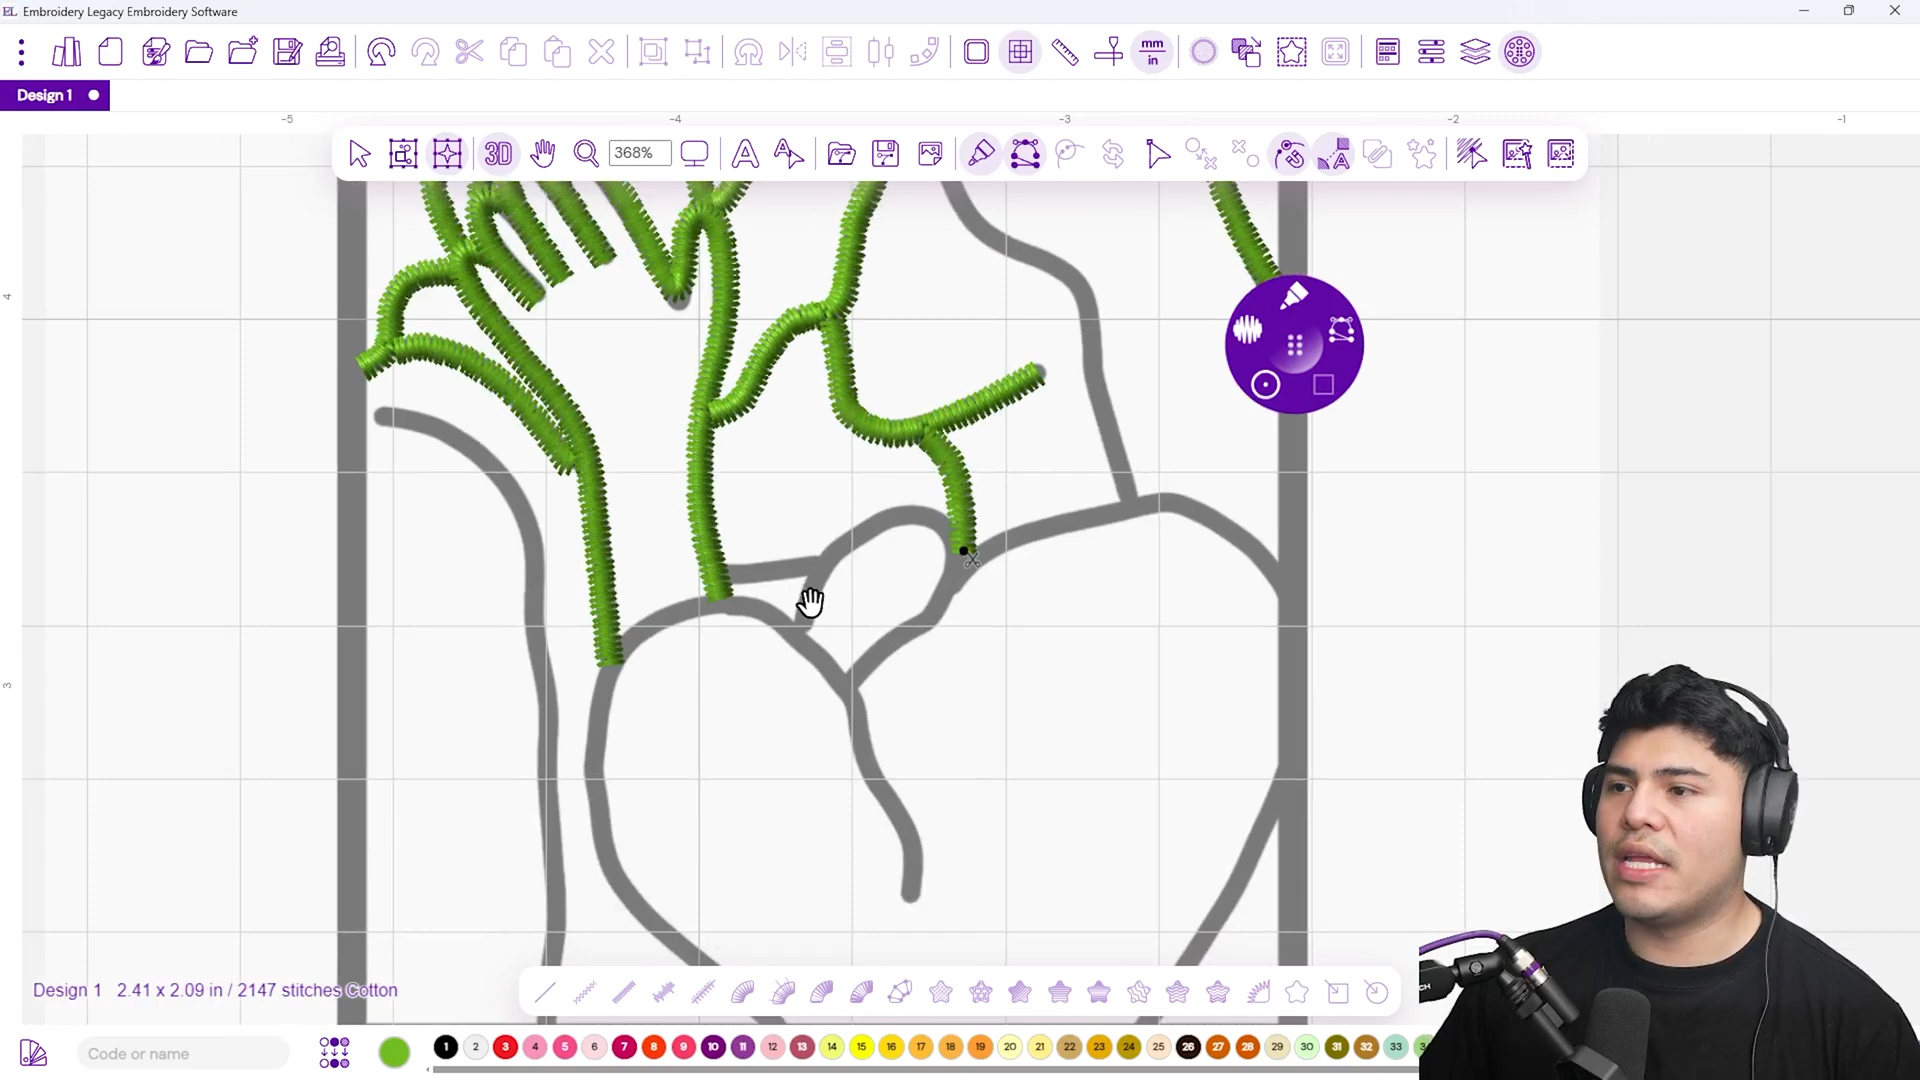 EL Embroidery Legacy Embroidery Software
mm
in
Design 1
-5 -4 -3 -2 -1
3D 368% A A
4
3
Design 1 2.41 x 2.09 in / 2147 stitches Cotton
Code or name
1 2 3 4 5 6 7 8 9 10 11 12 13 14 15 16 17 18 19 20 21 22 23 24 25 26 27 28 29 30 31 32 33